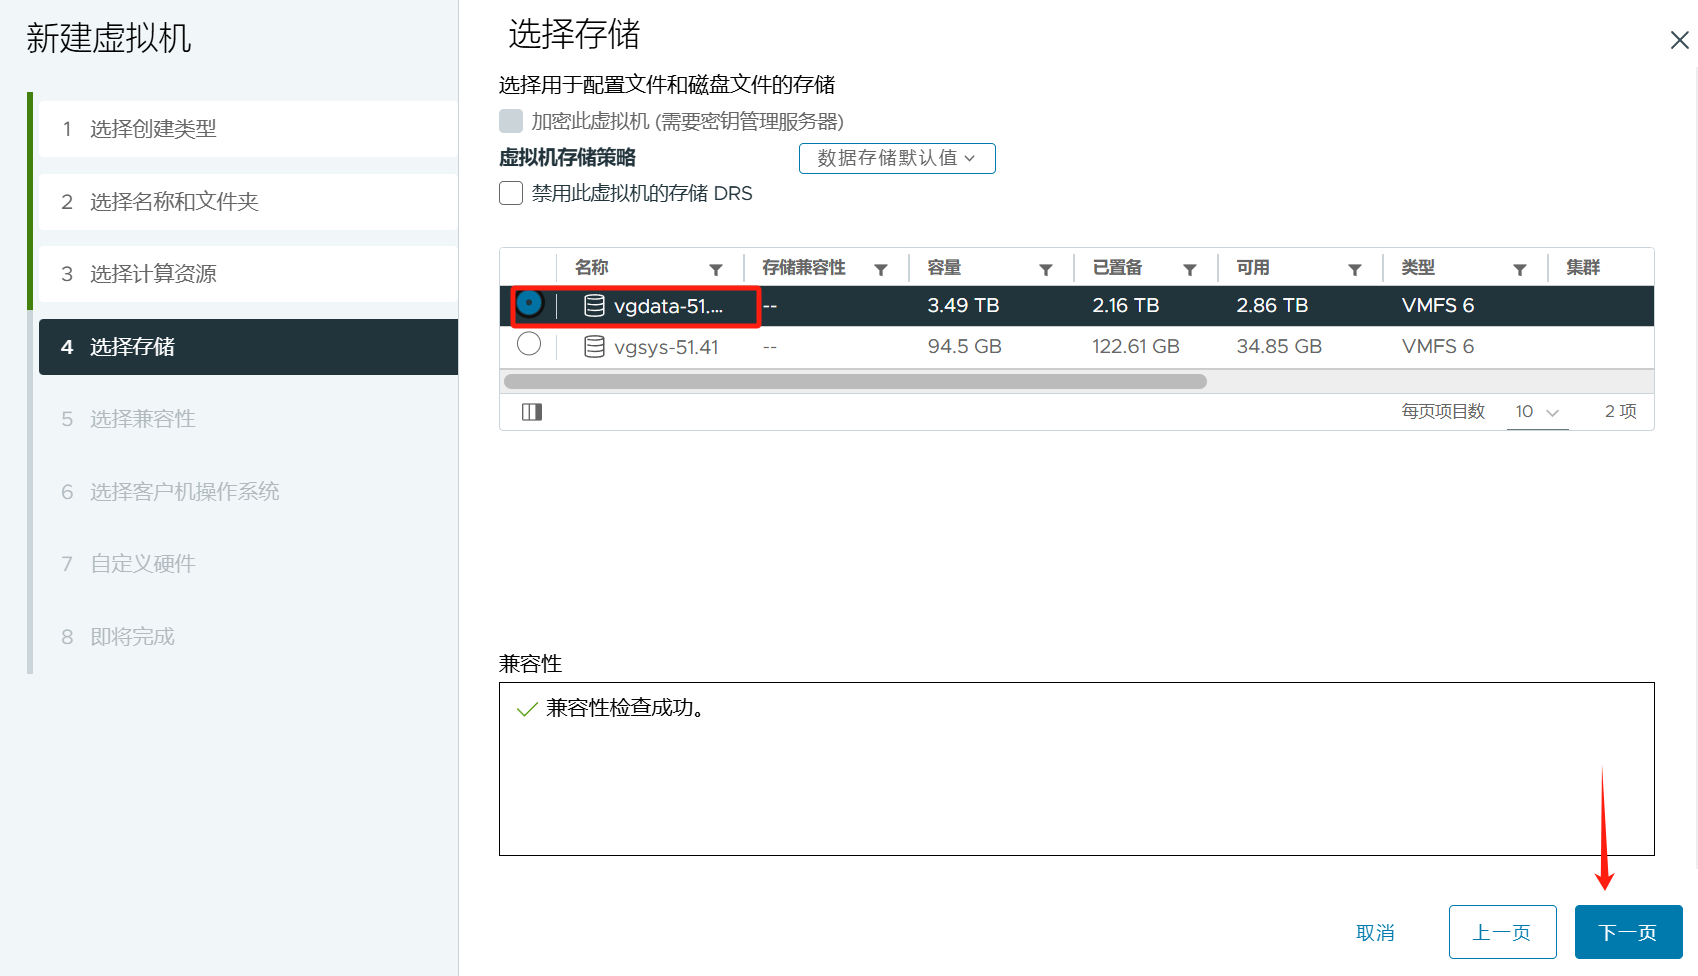 新建虚拟机
1 选择创建类型
2 选择名称和文件夹
3 选择计算资源
4 选择存储
5 选择兼容性
6 选择客户机操作系统
7 自定义硬件
8 即将完成
选择存储
选择用于配置文件和磁盘文件的存储
加密此虚拟机 (需要密钥管理服务器)
虚拟机存储策略 数据存储默认值
禁用此虚拟机的存储 DRS
名称 存储兼容性 容量 已置备 可用 类型 集群
vgdata-51.... -- 3.49 TB 2.16 TB 2.86 TB VMFS 6
vgsys-51.41 -- 94.5 GB 122.61 GB 34.85 GB VMFS 6
每页项目数 10 2 项
兼容性
兼容性检查成功。
取消 上一页 下一页